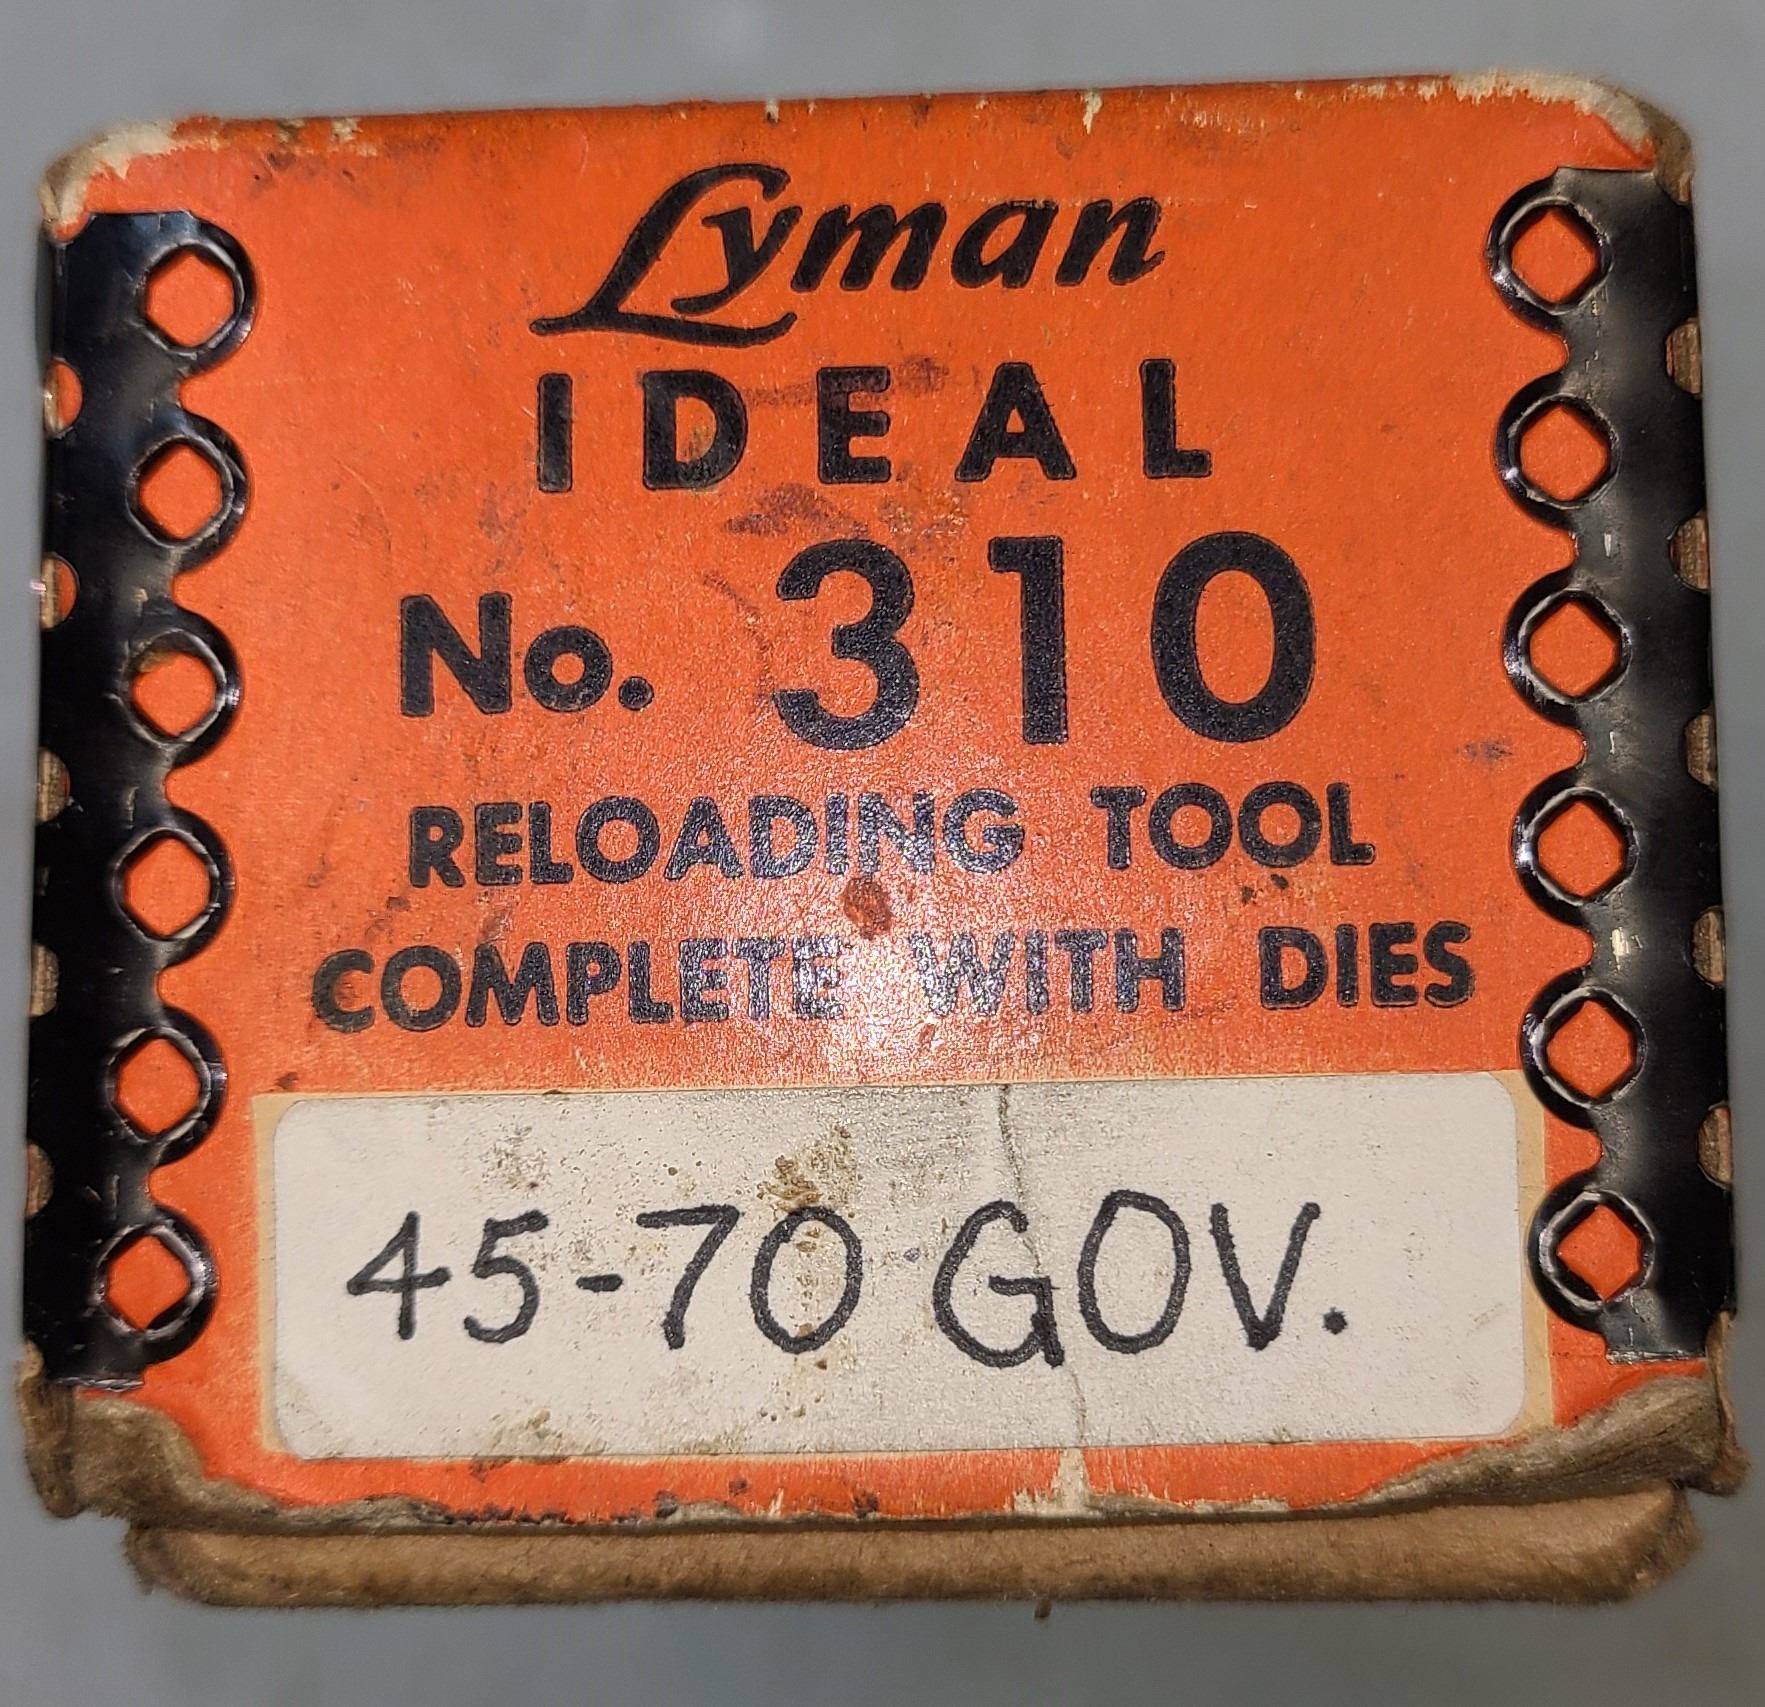 Lyman
IDEAL
No. 310
RELOADING TOOL
COMPLETE WITH DIES
45-70 GOV.